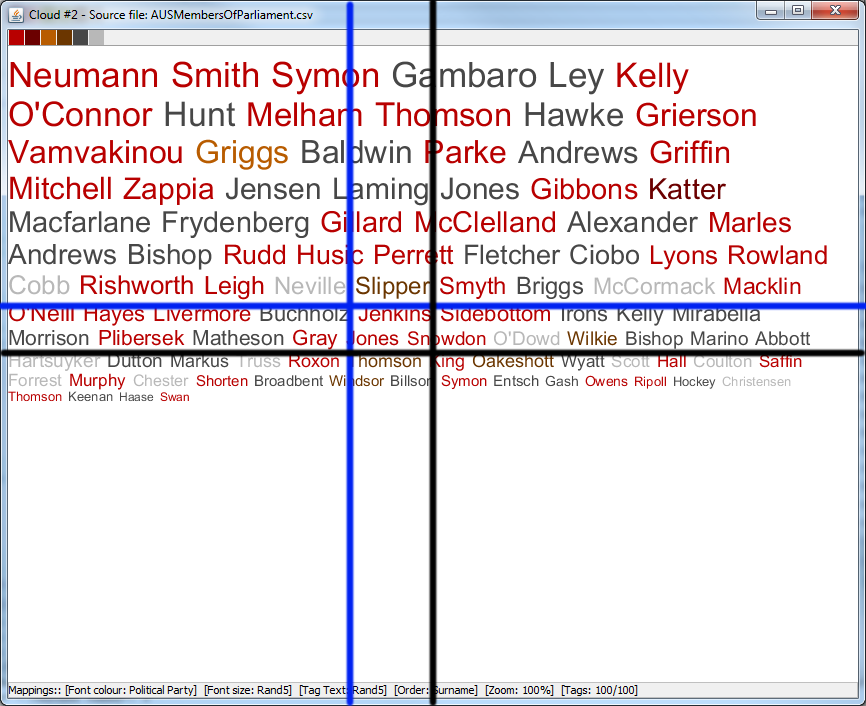 Cloud #2 - Source file: AUSMembersOfParliament.csv
Neumann Smith Symon Gambaro Ley Kelly
O'Connor Hunt Melham Thomson Hawke Grierson
Vamvakinou Griggs Baldwin Parke Andrews Griffin
Mitchell Zappia Jensen Laming Jones Gibbons Katter
Macfarlane Frydenberg Gillard McClelland Alexander Marles
Andrews Bishop Rudd Husic Perrett Fletcher Ciobo Lyons Rowland
Cobb Rishworth Leigh Neville Slipper Smyth Briggs McCormack Macklin
O'Neill Hayes Livermore Buchholz Jenkins Sidebottom Irons Kelly Mirabella
Morrison Plibersek Matheson Gray Jones Snowdon O'Dowd Wilkie Bishop Marino Abbott
Hartsuyker Dutton Markus Truss Roxon Thomson King Oakeshott Wyatt Scott Hall Coulton Saffin
Forrest Murphy Chester Shorten Broadbent Windsor Billson Symon Entsch Gash Owens Ripoll Hockey Christensen
Thomson Keenan Haase Swan
Mappings:: [Font colour: Political Party] [Font size: Rand5] [Tag Text: Rand5] [Order: Surname] [Zoom: 100%] [Tags: 100/100]